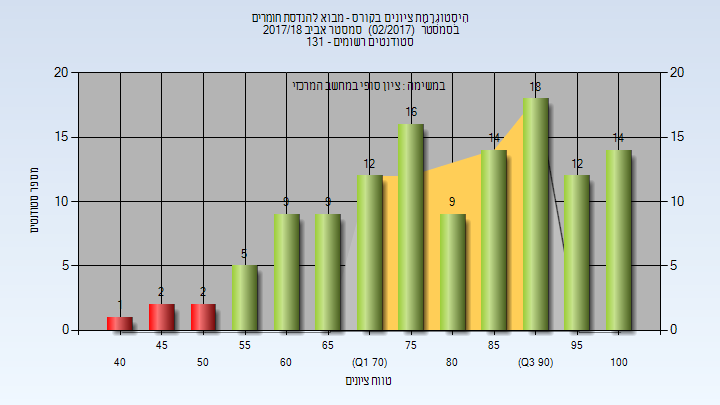 הִיסְטוֹגְרָמַת ציונים בקורס - מבוא להנדסת חומרים
בסמסטר (02/2017) סמסטר אביב 2017/18
סטודנטים רשומים - 131
במשימה : ציון סופי במחשב המרכזי
מספר סטודנטים
20 20
15 15
10 10
5 5
0 0
1 2 2 5 9 9 12 16 9 14 18 12 14
45 55 65 75 85 95
40 50 60 (Q1 70) 80 (Q3 90) 100
טווח ציונים